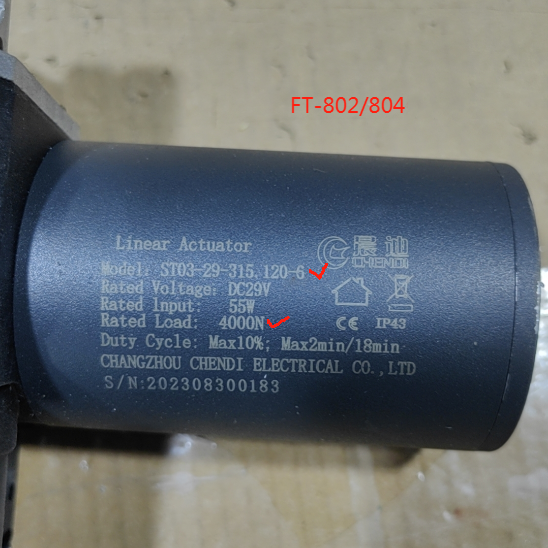 FT-802/804
Linear Actuator
晨迪
CHENDI
Model: ST03-29-315.120-6
Rated Voltage: DC29V
Rated Input: 55W
Rated Load: 4000N
CE IP43
Duty Cycle: Max10%; Max2min/18min
CHANGZHOU CHENDI ELECTRICAL CO.,LTD
S/N:202308300183